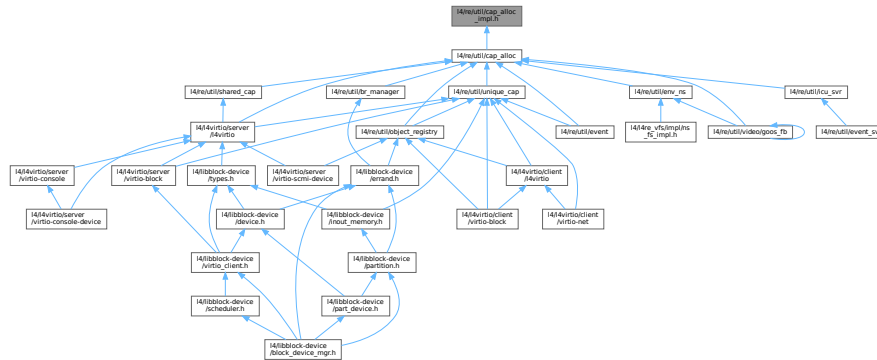 l4/re/util/cap_alloc
_impl.h
l4/re/util/cap_alloc
l4/re/util/shared_cap
l4/re/util/br_manager
l4/re/util/unique_cap
l4/re/util/env_ns
l4/re/util/icu_svr
l4/l4virtio/server
/l4virtio
l4/re/util/object_registry
l4/re/util/event
l4/l4re_vfs/impl/ns
_fs_impl.h
l4/re/util/video/goos_fb
l4/re/util/event_sv
l4/l4virtio/server
/virtio-console
l4/l4virtio/server
/virtio-block
l4/libblock-device
/types.h
l4/l4virtio/server
/virtio-scmi-device
l4/libblock-device
/errand.h
l4/l4virtio/client
/l4virtio
l4/l4virtio/server
/virtio-console-device
l4/libblock-device
/device.h
l4/libblock-device
/inout_memory.h
l4/l4virtio/client
/virtio-block
l4/l4virtio/client
/virtio-net
l4/libblock-device
/virtio_client.h
l4/libblock-device
/partition.h
l4/libblock-device
/scheduler.h
l4/libblock-device
/part_device.h
l4/libblock-device
/block_device_mgr.h